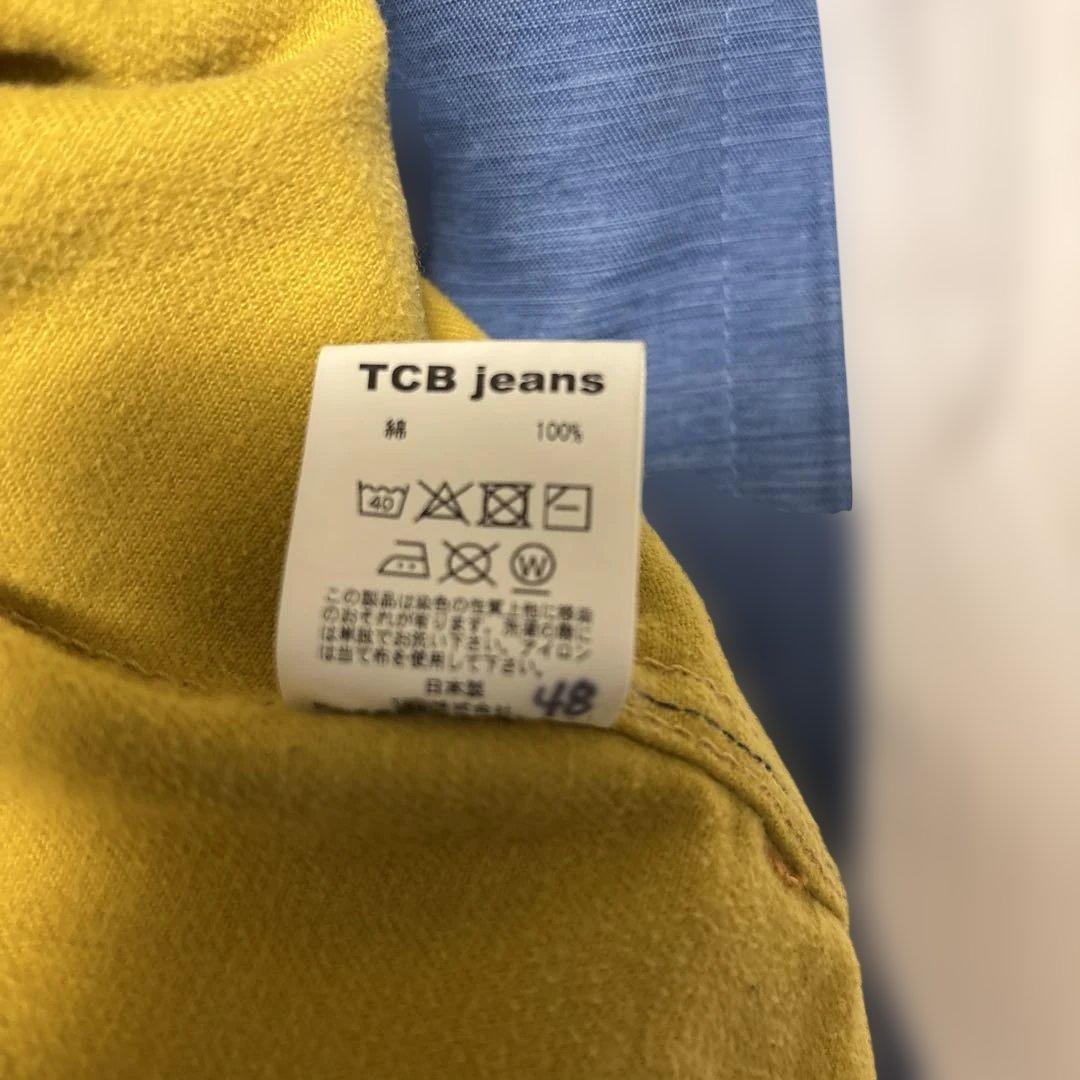 TCB jeans
綿 100%
40
W
この製品は染色の性質上他に移染
のおそれが有ります。洗濯の際に
は単独でお洗い下さい。アイロン
は当て布を使用して下さい。
日本製
48